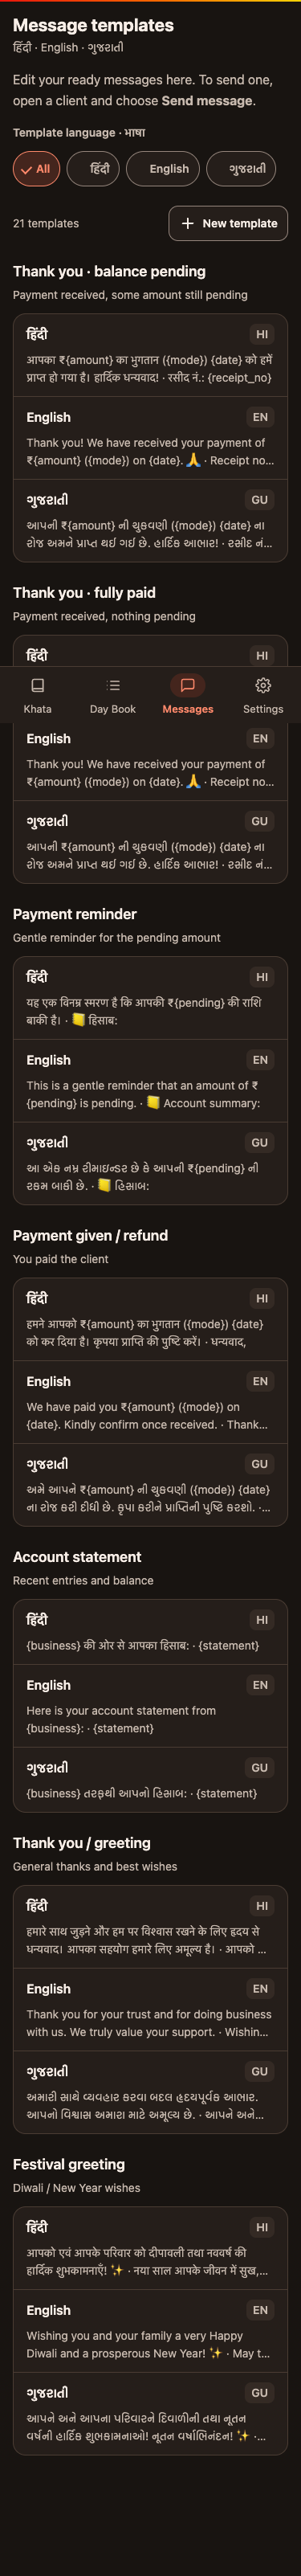 Message templates
हिंदी · English · ગુજરાતી
Edit your ready messages here. To send one,
open a client and choose Send message.
Template language · भाषा
All हिंदी English ગુજરાતી
21 templates
New template
Thank you · balance pending
Payment received, some amount still pending
हिंदी HI
आपका ₹{amount} का भुगतान ({mode}) {date} को हमें
प्राप्त हो गया है। हार्दिक धन्यवाद! · रसीद नं.: {receipt_no}
English EN
Thank you! We have received your payment of
₹{amount} ({mode}) on {date}. 🙏 · Receipt no...
ગુજરાતી GU
આપની ₹{amount} ની ચુકવણી ({mode}) {date} ના
રોજ અમને પ્રાપ્ત થઈ ગઈ છે. હાર્દિક આભાર! · રસીદ નં...
Thank you · fully paid
Payment received, nothing pending
हिंदी HI
Khata Day Book Messages Settings
English EN
Thank you! We have received your payment of
₹{amount} ({mode}) on {date}. 🙏 · Receipt no...
ગુજરાતી GU
આપની ₹{amount} ની ચુકવણી ({mode}) {date} ના
રોજ અમને પ્રાપ્ત થઈ ગઈ છે. હાર્દિક આભાર! · રસીદ નં...
Payment reminder
Gentle reminder for the pending amount
हिंदी HI
यह एक विनम्र स्मरण है कि आपकी ₹{pending} की राशि
बाकी है। · 📒 हिसाब:
English EN
This is a gentle reminder that an amount of ₹
{pending} is pending. · 📒 Account summary:
ગુજરાતી GU
આ એક નમ્ર રીમાઇન્ડર છે કે આપની ₹{pending} ની
રકમ બાકી છે. · 📒 હિસાબ:
Payment given / refund
You paid the client
हिंदी HI
हमने आपको ₹{amount} का भुगतान ({mode}) {date}
को कर दिया है। कृपया प्राप्ति की पुष्टि करें। · धन्यवाद,
English EN
We have paid you ₹{amount} ({mode}) on
{date}. Kindly confirm once received. · Thank...
ગુજરાતી GU
અમે આપને ₹{amount} ની ચુકવણી ({mode}) {date}
ના રોજ કરી દીધી છે. કૃપા કરીને પ્રાપ્તિની પુષ્ટિ કરશો. ·...
Account statement
Recent entries and balance
हिंदी HI
{business} की ओर से आपका हिसाब: · {statement}
English EN
Here is your account statement from
{business}: · {statement}
ગુજરાતી GU
{business} તરફથી આપનો હિસાબ: · {statement}
Thank you / greeting
General thanks and best wishes
हिंदी HI
हमारे साथ जुड़ने और हम पर विश्वास रखने के लिए हृदय से
धन्यवाद। आपका सहयोग हमारे लिए अमूल्य है। · आपको ...
English EN
Thank you for your trust and for doing business
with us. We truly value your support. · Wishin...
ગુજરાતી GU
અમારી સાથે વ્યવહાર કરવા બદલ હૃદયપૂર્વક આભાર.
આપનો વિશ્વાસ અમારા માટે અમૂલ્ય છે. · આપને અને...
Festival greeting
Diwali / New Year wishes
हिंदी HI
आपको एवं आपके परिवार को दीपावली तथा नववर्ष की
हार्दिक शुभकामनाएँ! ✨ · नया साल आपके जीवन में सुख,...
English EN
Wishing you and your family a very Happy
Diwali and a prosperous New Year! ✨ · May t...
ગુજરાતી GU
આપને અને આપના પરિવારને દિવાળીની તથા નૂતન
વર્ષની હાર્દિક શુભકામનાઓ! નૂતન વર્ષાભિનંદન! ✨ ·...